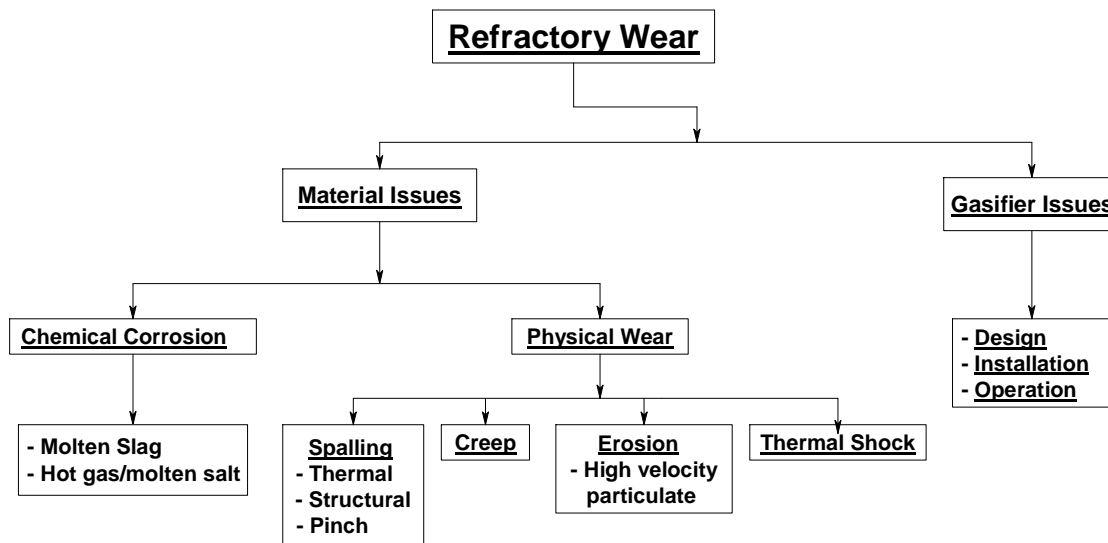 Refractory Wear
Material Issues
Gasifier Issues
Chemical Corrosion
Physical Wear
- Design
- Installation
- Operation
- Molten Slag
- Hot gas/molten salt
Spalling
- Thermal
- Structural
- Pinch
Creep
Erosion
- High velocity
particulate
Thermal Shock